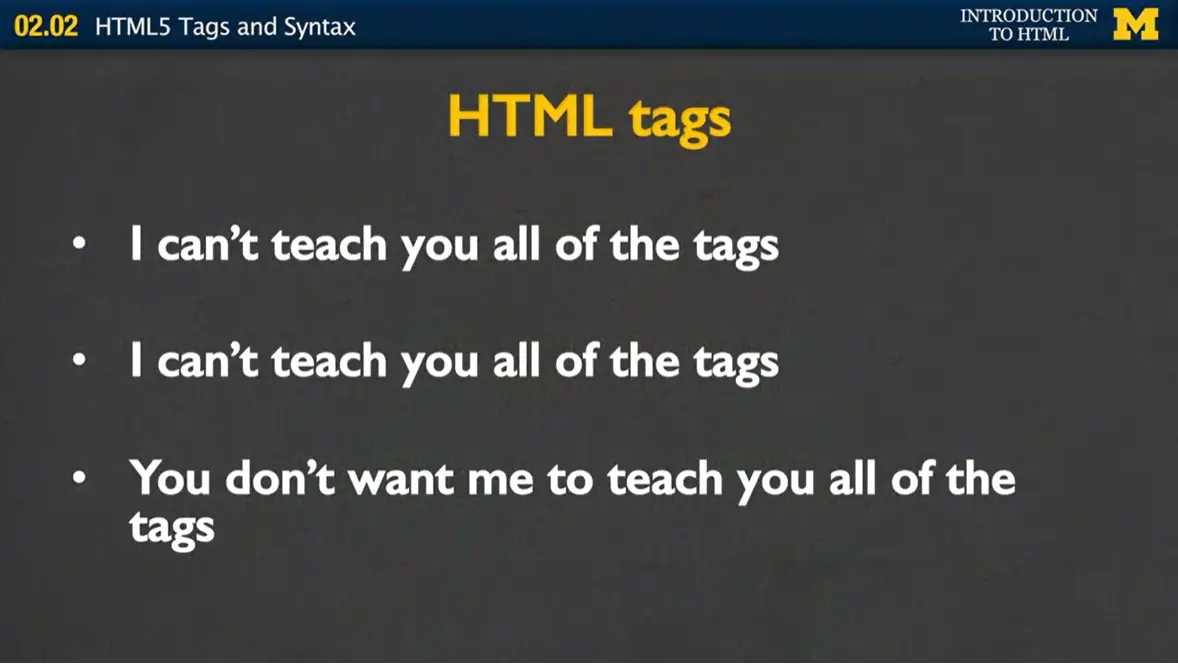 02.02 HTML5 Tags and Syntax
INTRODUCTION
TO HTML
M
HTML tags
• I can’t teach you all of the tags
• I can’t teach you all of the tags
• You don’t want me to teach you all of the
tags